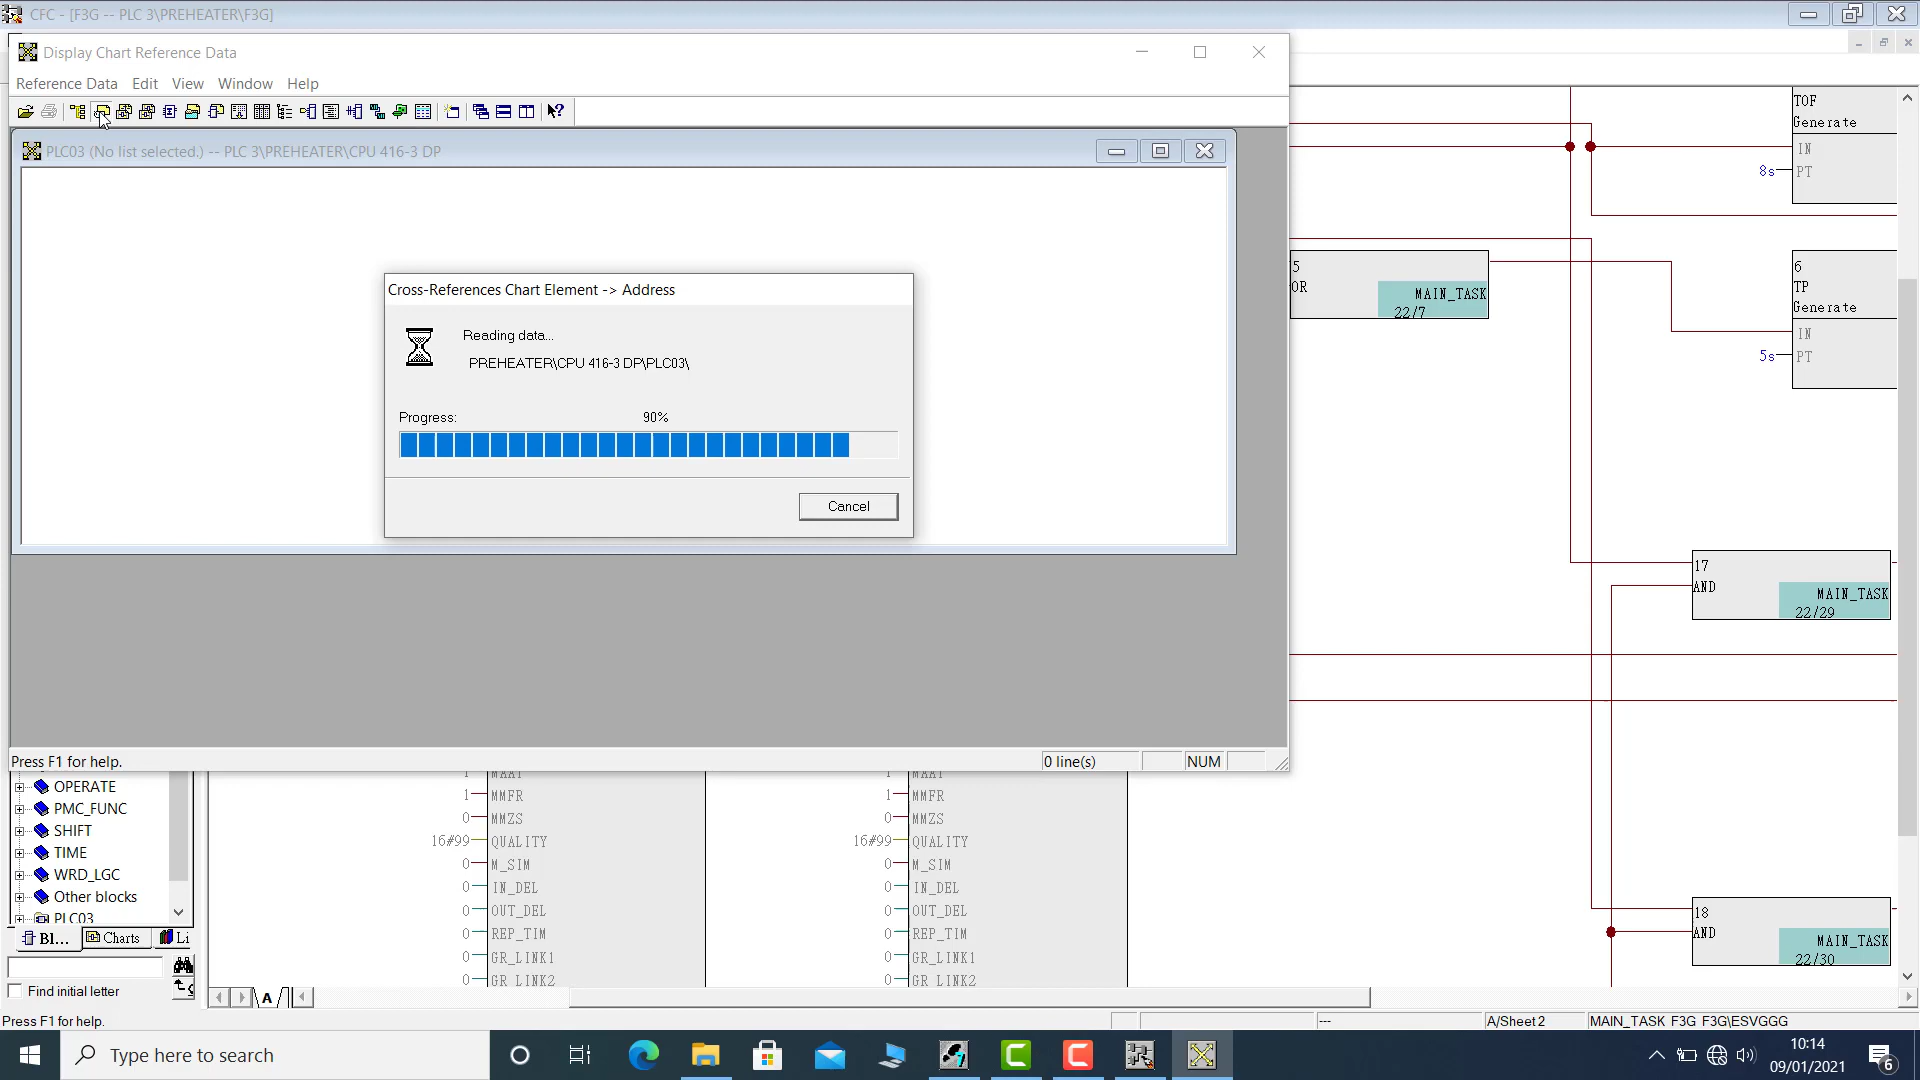 CFC - [F3G -- PLC 3\PREHEATER\F3G]
Display Chart Reference Data
Reference Data Edit View Window Help
PLC03 (No list selected.) -- PLC 3\PREHEATER\CPU 416-3 DP
Cross-References Chart Element -> Address
Reading data...
PREHEATER\CPU 416-3 DP\PLC03\
Progress: 90%
Cancel
Press F1 for help.
0 line(s)
NUM
TOF
Generate
IN
8s PT
5
OR
MAIN_TASK
22/7
6
TP
Generate
IN
5s PT
17
AND
MAIN_TASK
22/29
18
AND
MAIN_TASK
22/30
OPERATE
PMC_FUNC
SHIFT
TIME
WRD_LGC
Other blocks
PLC03
Bl... Charts Li
Find initial letter
1 MMFR
0 MMZS
16#99 QUALITY
0 M_SIM
0 IN_DEL
0 OUT_DEL
0 REP_TIM
0 GR_LINK1
0 GR_LINK2
1 MMFR
0 MMZS
16#99 QUALITY
0 M_SIM
0 IN_DEL
0 OUT_DEL
0 REP_TIM
0 GR_LINK1
0 GR_LINK2
A
Press F1 for help.
---
A/Sheet 2
MAIN_TASK F3G F3G\ESVGGG
Type here to search
10:14
09/01/2021
6